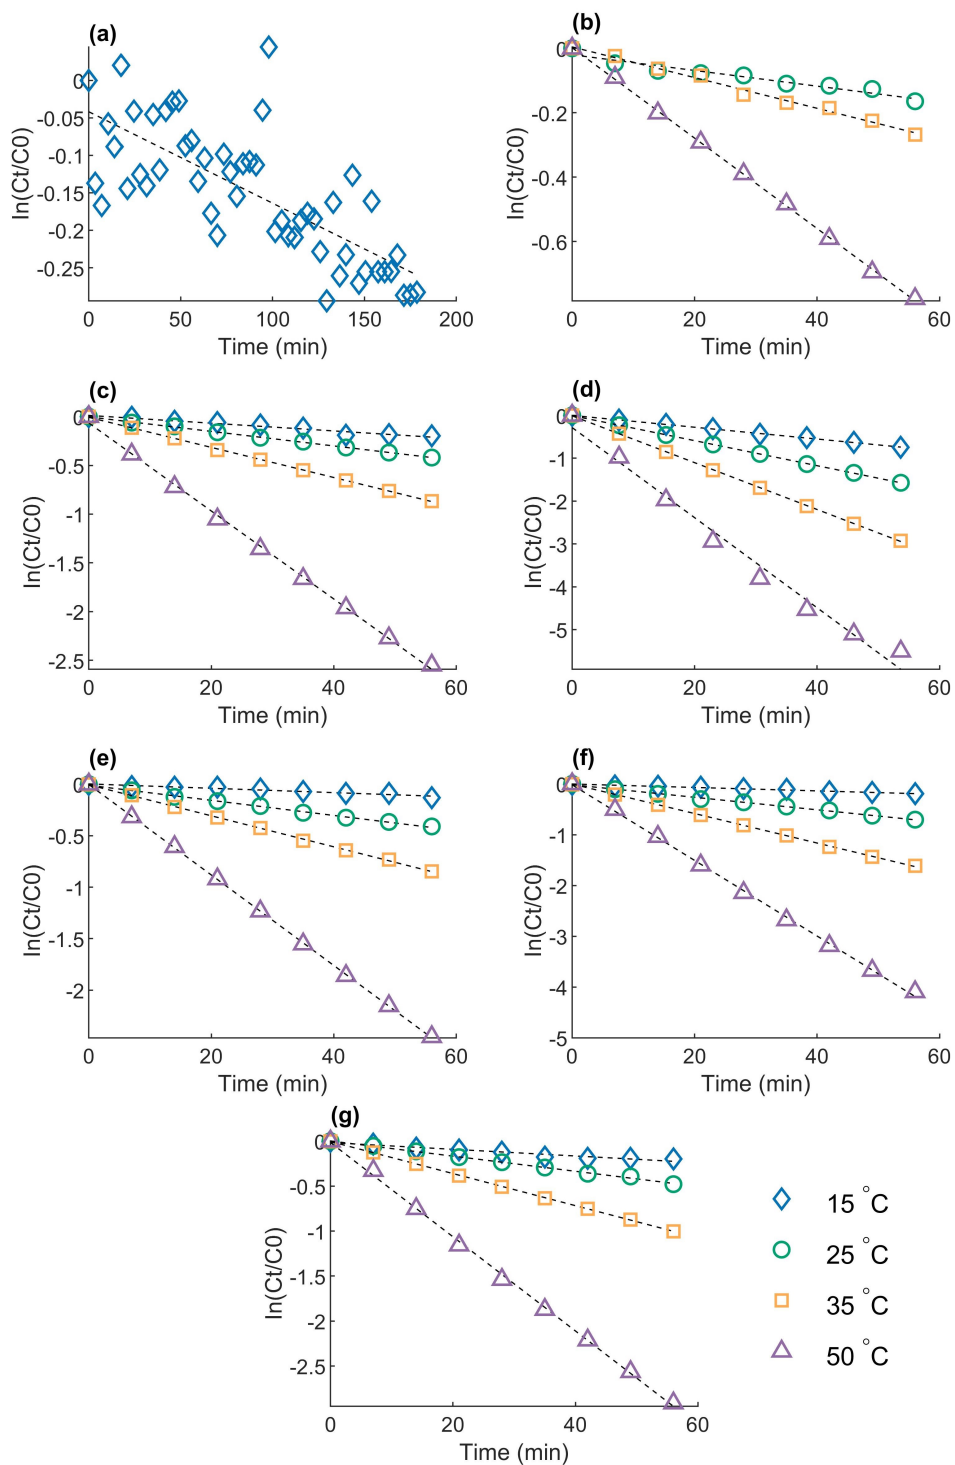 (a)
0
-0.05
-0.1
-0.15
-0.2
-0.25
ln(Ct/C0)
0 50 100 150 200
Time (min)
(b)
0
-0.2
-0.4
-0.6
ln(Ct/C0)
0 20 40 60
Time (min)
(c)
0
-0.5
-1
-1.5
-2
-2.5
ln(Ct/C0)
0 20 40 60
Time (min)
(d)
0
-1
-2
-3
-4
-5
ln(Ct/C0)
0 20 40 60
Time (min)
(e)
0
-0.5
-1
-1.5
-2
ln(Ct/C0)
0 20 40 60
Time (min)
(f)
0
-1
-2
-3
-4
-5
ln(Ct/C0)
0 20 40 60
Time (min)
(g)
0
-0.5
-1
-1.5
-2
-2.5
ln(Ct/C0)
0 20 40 60
Time (min)
15 °C
25 °C
35 °C
50 °C